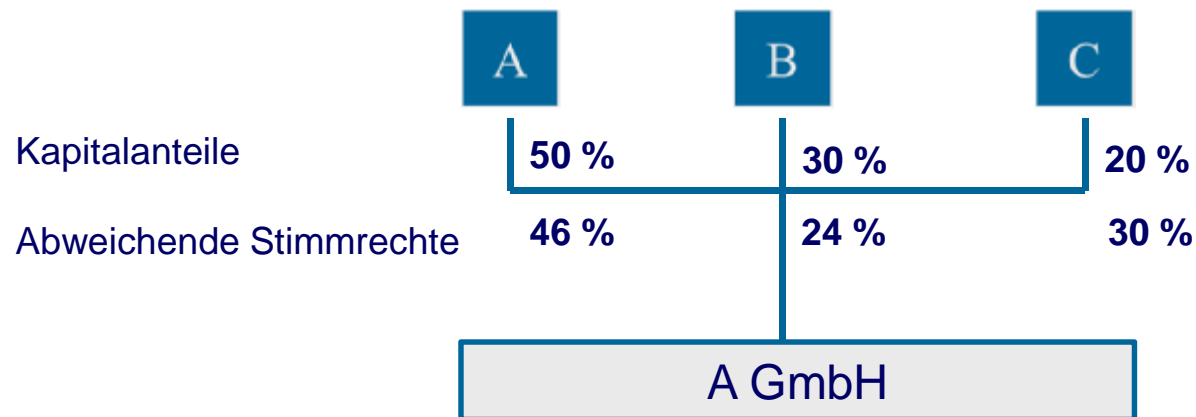 A B C
Kapitalanteile 50 % 30 % 20 %
Abweichende Stimmrechte 46 % 24 % 30 %
A GmbH